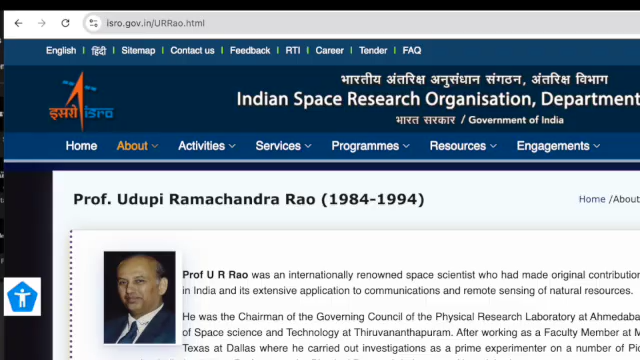 isro.gov.in/URRao.html
English | हिंदी | Sitemap | Contact us | Feedback | RTI | Career | Tender | FAQ
भारतीय अंतरिक्ष अनुसंधान संगठन, अंतरिक्ष विभाग
Indian Space Research Organisation, Department
भारत सरकार / Government of India
इसरो isro
Home About Activities Services Programmes Resources Engagements
Prof. Udupi Ramachandra Rao (1984-1994)
Home /About
Prof U R Rao was an internationally renowned space scientist who had made original contribution
in India and its extensive application to communications and remote sensing of natural resources.
He was the Chairman of the Governing Council of the Physical Research Laboratory at Ahmedaba
of Space science and Technology at Thiruvananthapuram. After working as a Faculty Member at M
Texas at Dallas where he carried out investigations as a prime experimenter on a number of Pio